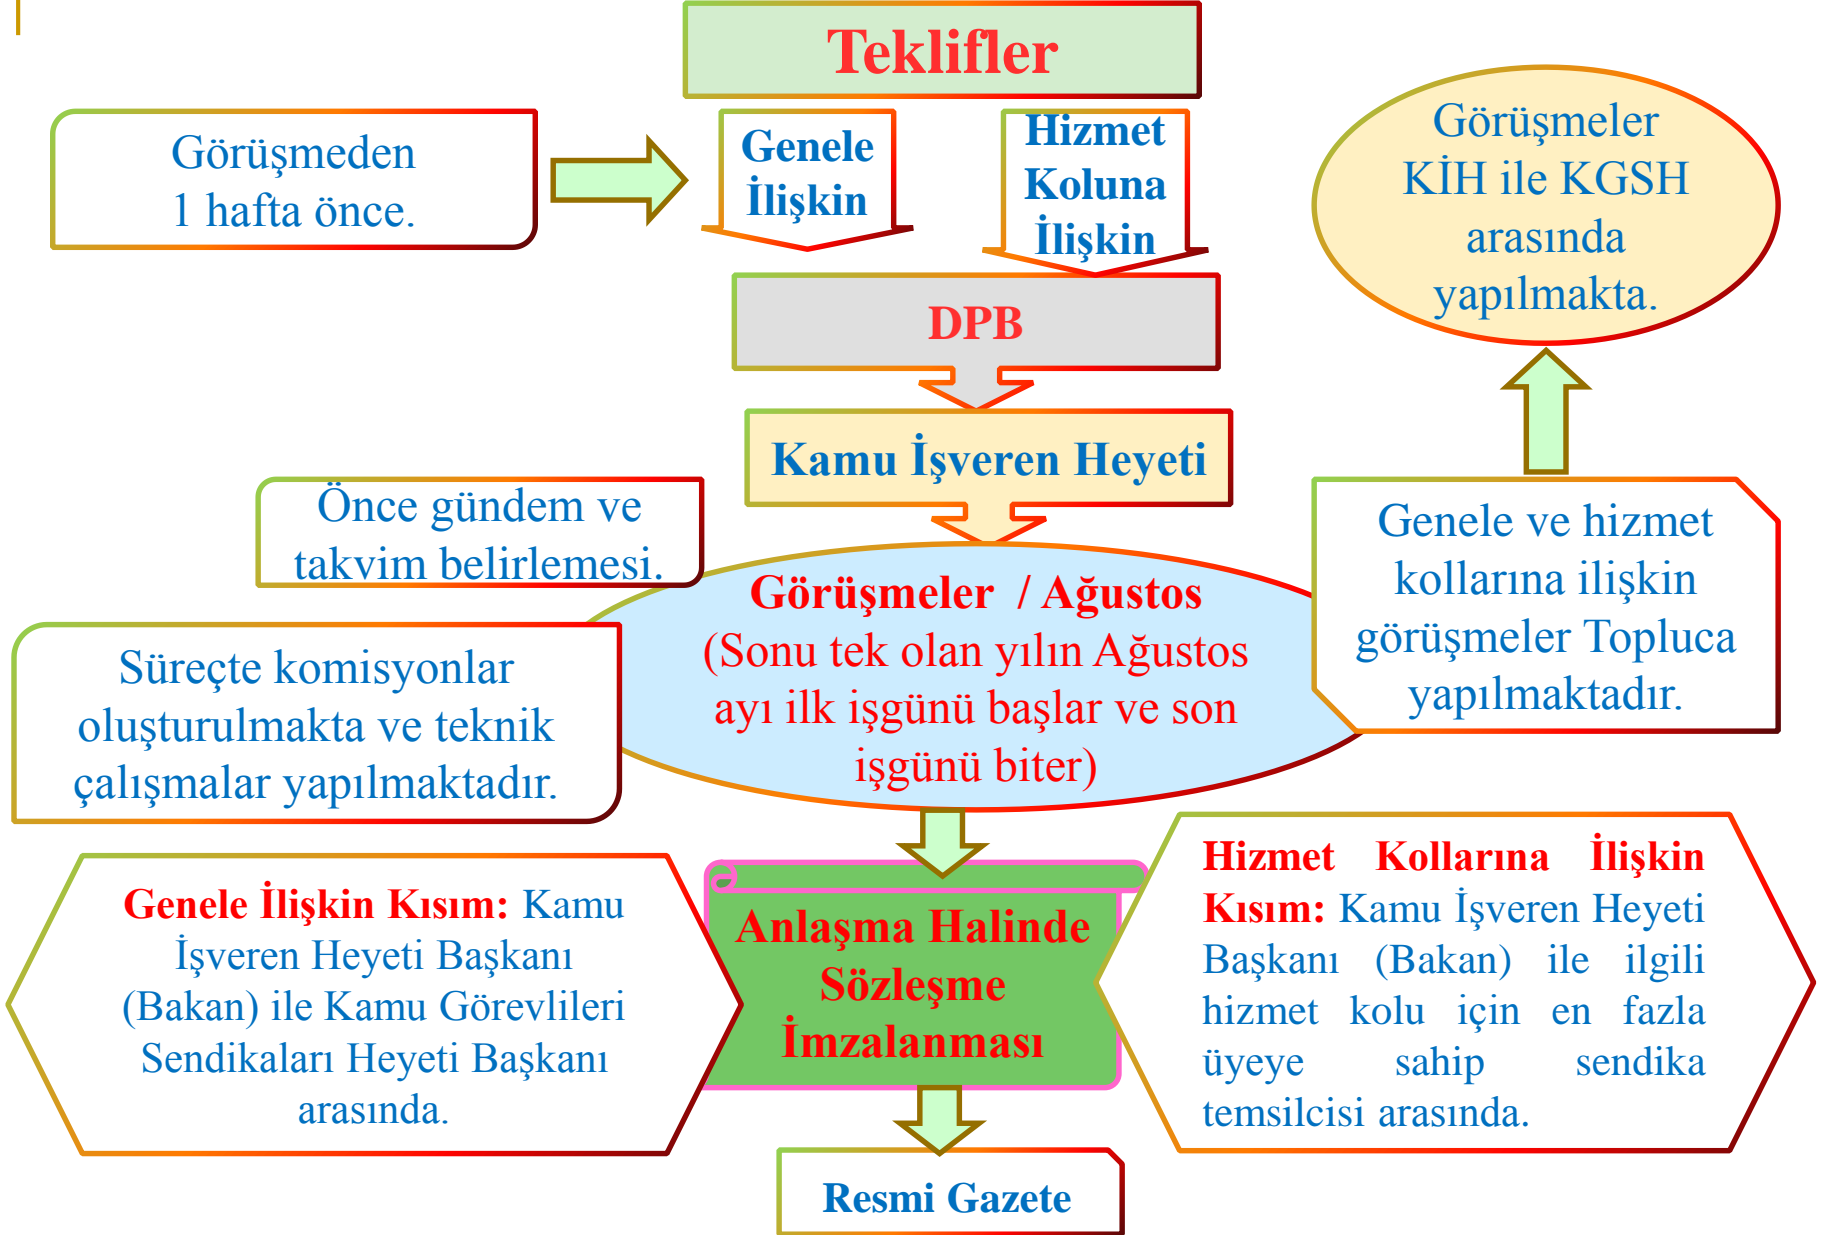 Teklifler
Görüşmeden
1 hafta önce.
Genele
İlişkin
Hizmet
Koluna
İlişkin
Görüşmeler
KİH ile KGSH
arasında
yapılmakta.
DPB
Kamu İşveren Heyeti
Önce gündem ve
takvim belirlemesi.
Genele ve hizmet
kollarına ilişkin
görüşmeler Topluca
yapılmaktadır.
Görüşmeler / Ağustos
(Sonu tek olan yılın Ağustos
ayı ilk işgünü başlar ve son
işgünü biter)
Süreçte komisyonlar
oluşturulmakta ve teknik
çalışmalar yapılmaktadır.
Genele İlişkin Kısım: Kamu
İşveren Heyeti Başkanı
(Bakan) ile Kamu Görevlileri
Sendikaları Heyeti Başkanı
arasında.
Anlaşma Halinde
Sözleşme
İmzalanması
Hizmet Kollarına İlişkin
Kısım: Kamu İşveren Heyeti
Başkanı (Bakan) ile ilgili
hizmet kolu için en fazla
üyeye sahip sendika
temsilcisi arasında.
Resmi Gazete